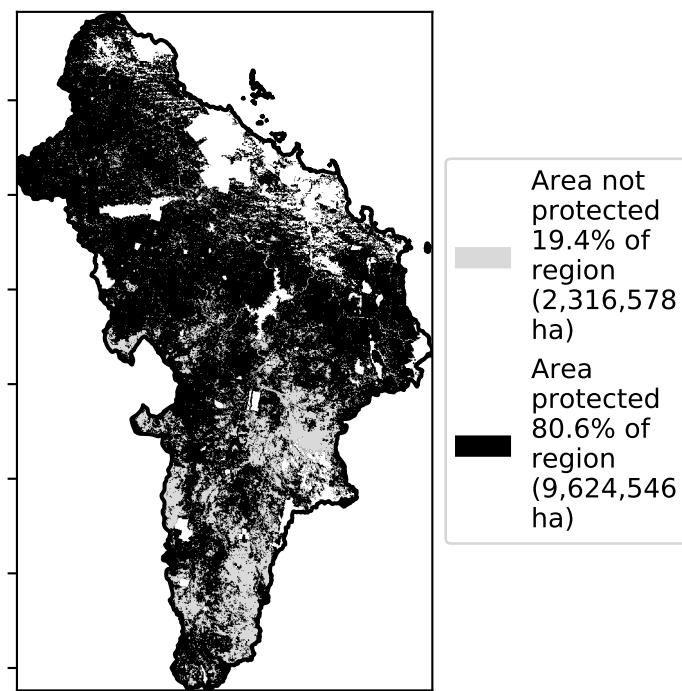 Area not
protected
19.4% of
region
(2,316,578
ha)
Area
protected
80.6% of
region
(9,624,546
ha)